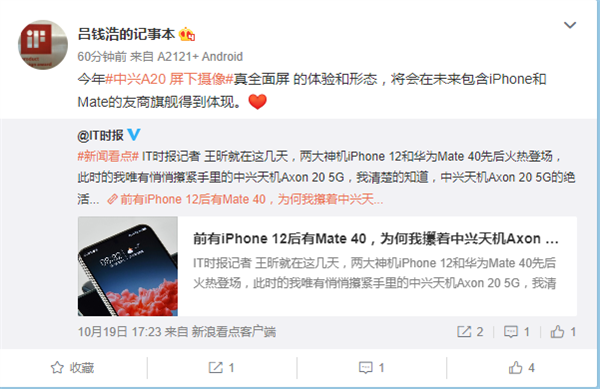 吕钱浩的记事本
60分钟前 来自 A2121+ Android
今年#中兴A20 屏下摄像#真全面屏 的体验和形态，将会在未来包含iPhone和
Mate的友商旗舰得到体现。❤️
@IT时报
#新闻看点# IT时报记者 王昕就在这几天，两大神机iPhone 12和华为Mate 40先后火热登场，
此时的我唯有悄悄攥紧手里的中兴天机Axon 20 5G，我清楚的知道，中兴天机Axon 20 5G的绝
活... 前有iPhone 12后有Mate 40，为何我攥着中兴天...
前有iPhone 12后有Mate 40，为何我攥着中兴天机Axon ...
IT时报记者 王昕就在这几天，两大神机iPhone 12和华为Mate 40先后
火热登场，此时的我唯有悄悄攥紧手里的中兴天机Axon 20 5G，我清
08:32
10月19日 17:23 来自 新浪看点客户端
2
1
1
收藏
1
1
4